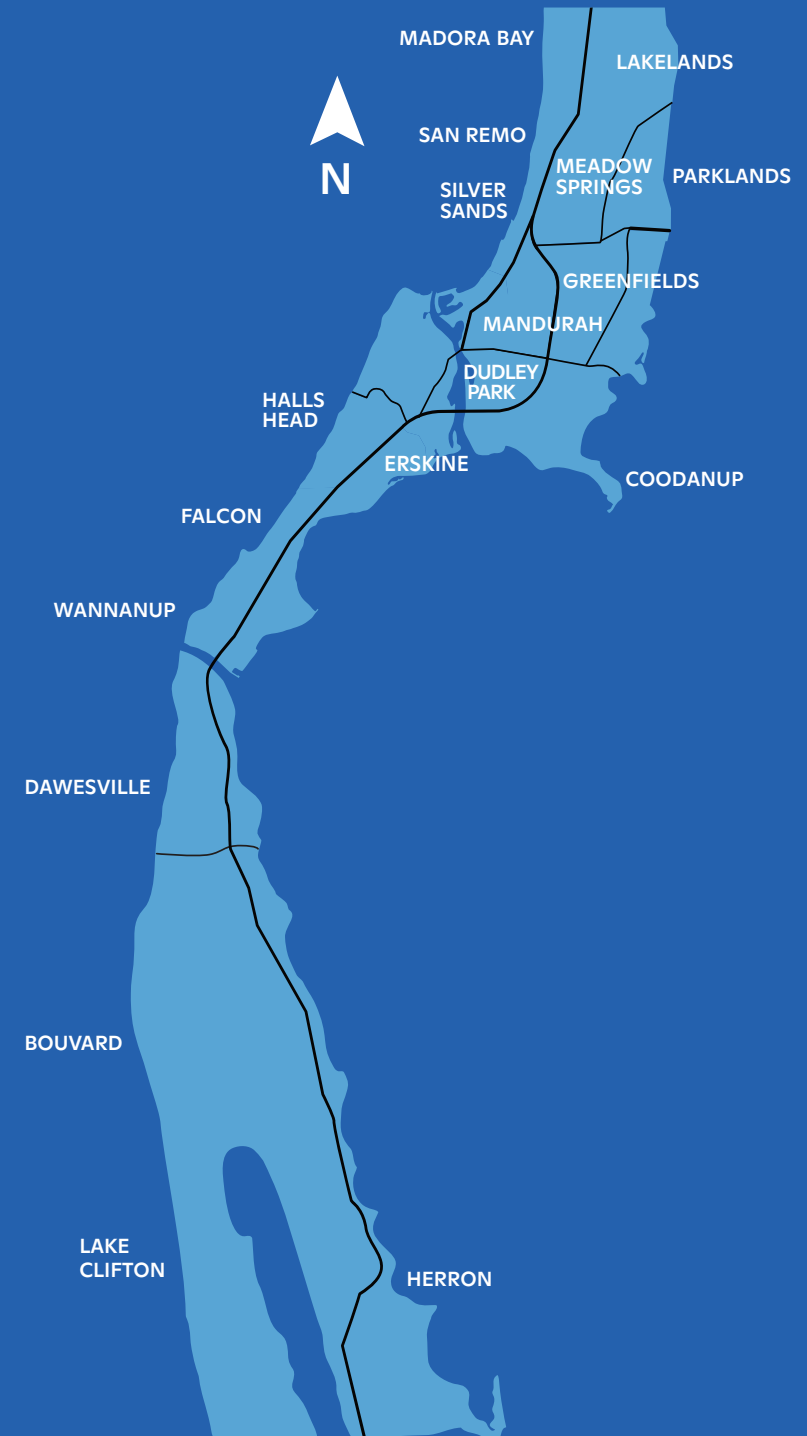 MADORA BAY
LAKELANDS
SAN REMO
N
MEADOW
SPRINGS
PARKLANDS
SILVER
SANDS
GREENFIELDS
MANDURAH
DUDLEY
PARK
HALLS
HEAD
ERSKINE
COODANUP
FALCON
WANNANUP
DAWESVILLE
BOUVARD
LAKE
CLIFTON
HERRON